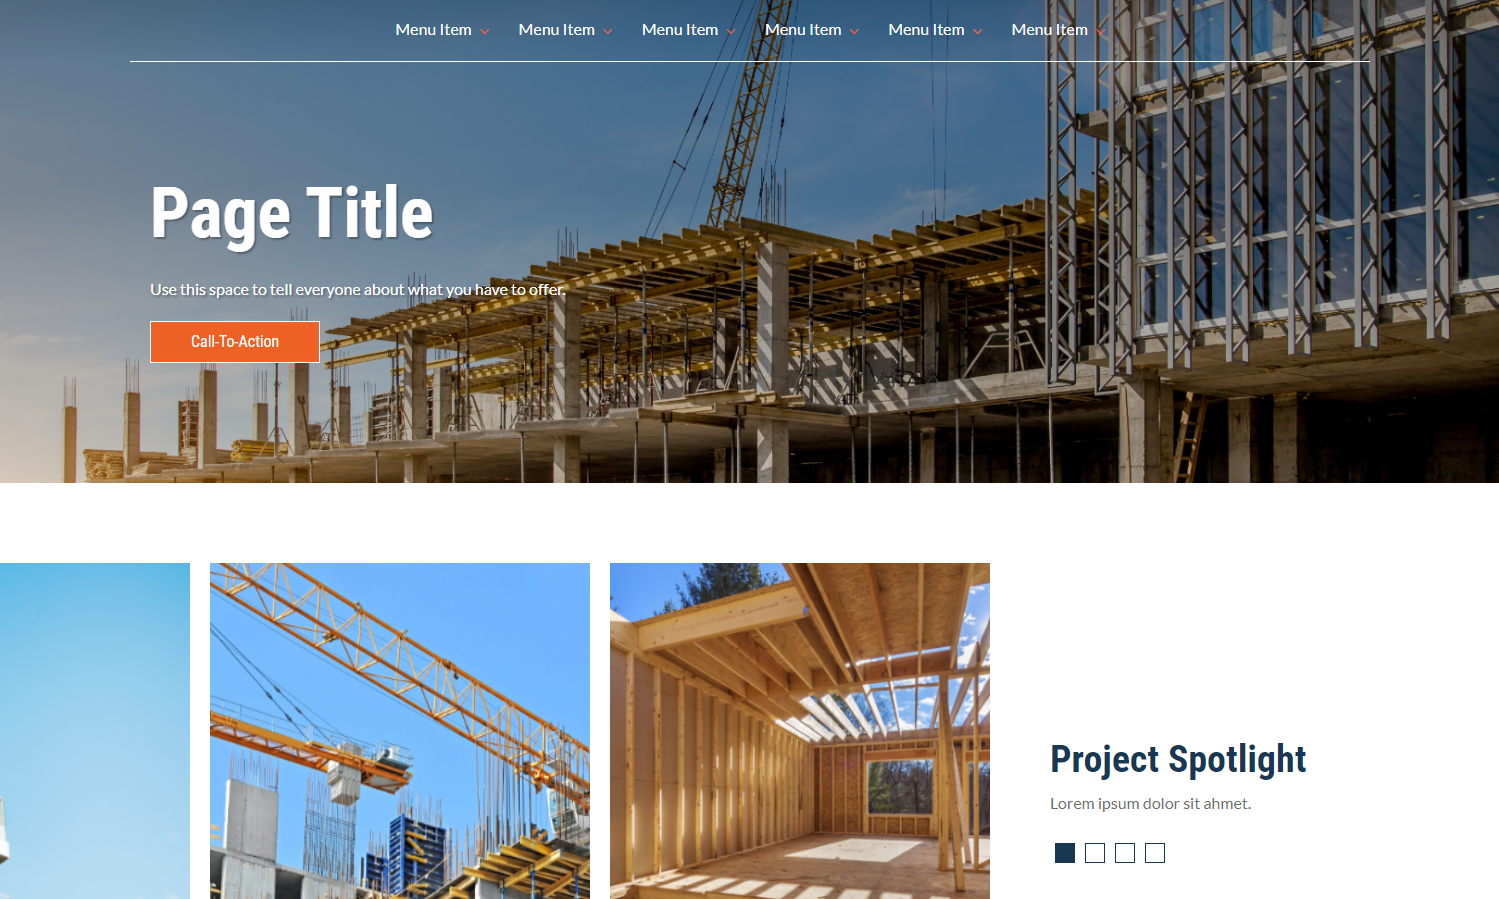 Menu Item Menu Item Menu Item Menu Item Menu Item Menu Item
Page Title
Use this space to tell everyone about what you have to offer.
Call-To-Action
Project Spotlight
Lorem ipsum dolor sit ahmet.